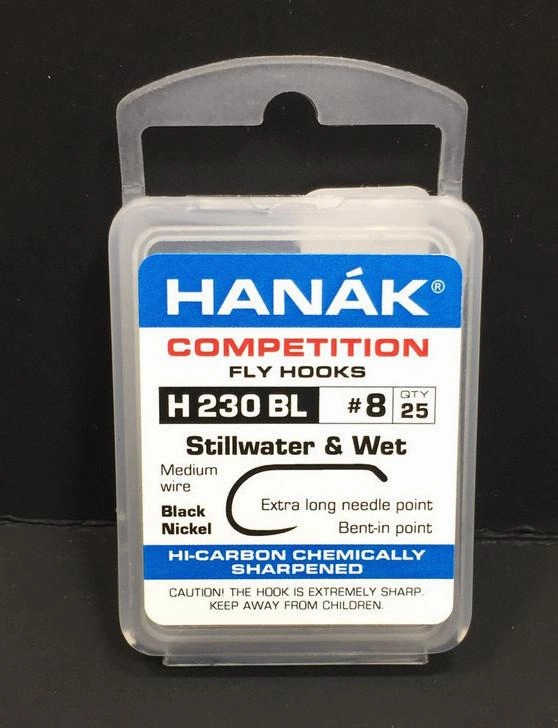 HANÁK®
COMPETITION
FLY HOOKS
H 230 BL #8 QTY 25
Stillwater & Wet
Medium
wire
Black
Nickel
Extra long needle point
Bent-in point
HI-CARBON CHEMICALLY
SHARPENED
CAUTION! THE HOOK IS EXTREMELY SHARP.
KEEP AWAY FROM CHILDREN.